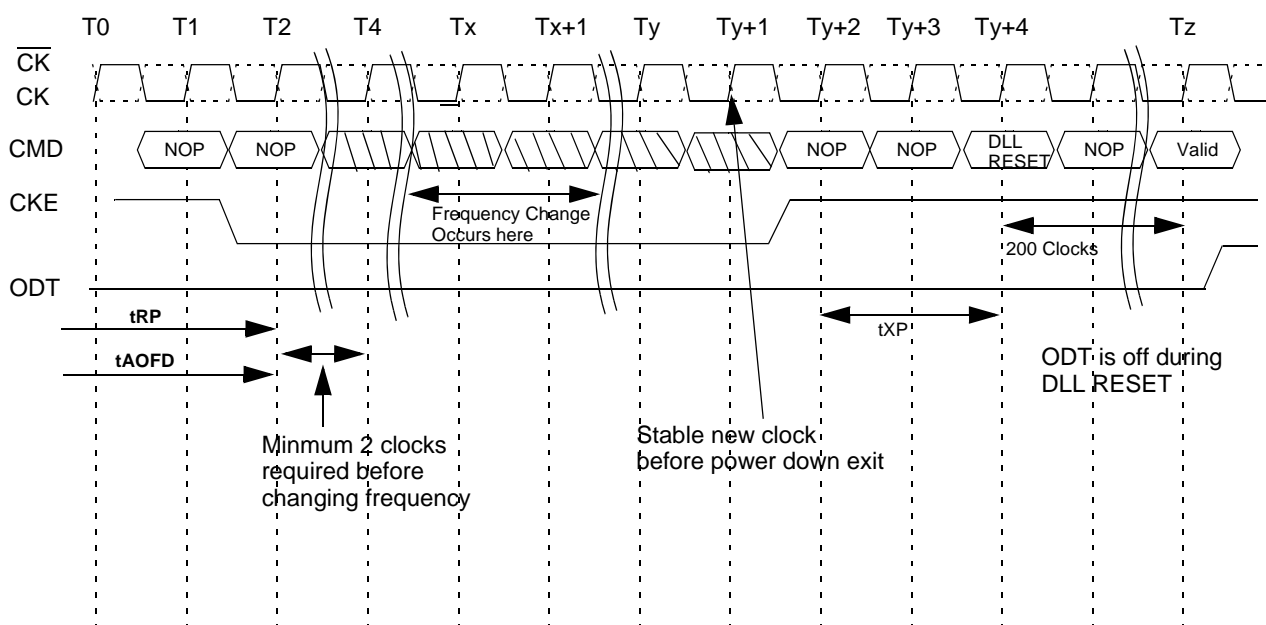 T0 T1 T2 T4 Tx Tx+1 Ty Ty+1 Ty+2 Ty+3 Ty+4 Tz
CK
CK
CMD NOP NOP NOP NOP DLL RESET NOP Valid
CKE
Frequency Change
Occurs here
200 Clocks
ODT
tRP
tXP
tAOFD
ODT is off during
DLL RESET
Minmum 2 clocks
required before
changing frequency
Stable new clock
before power down exit